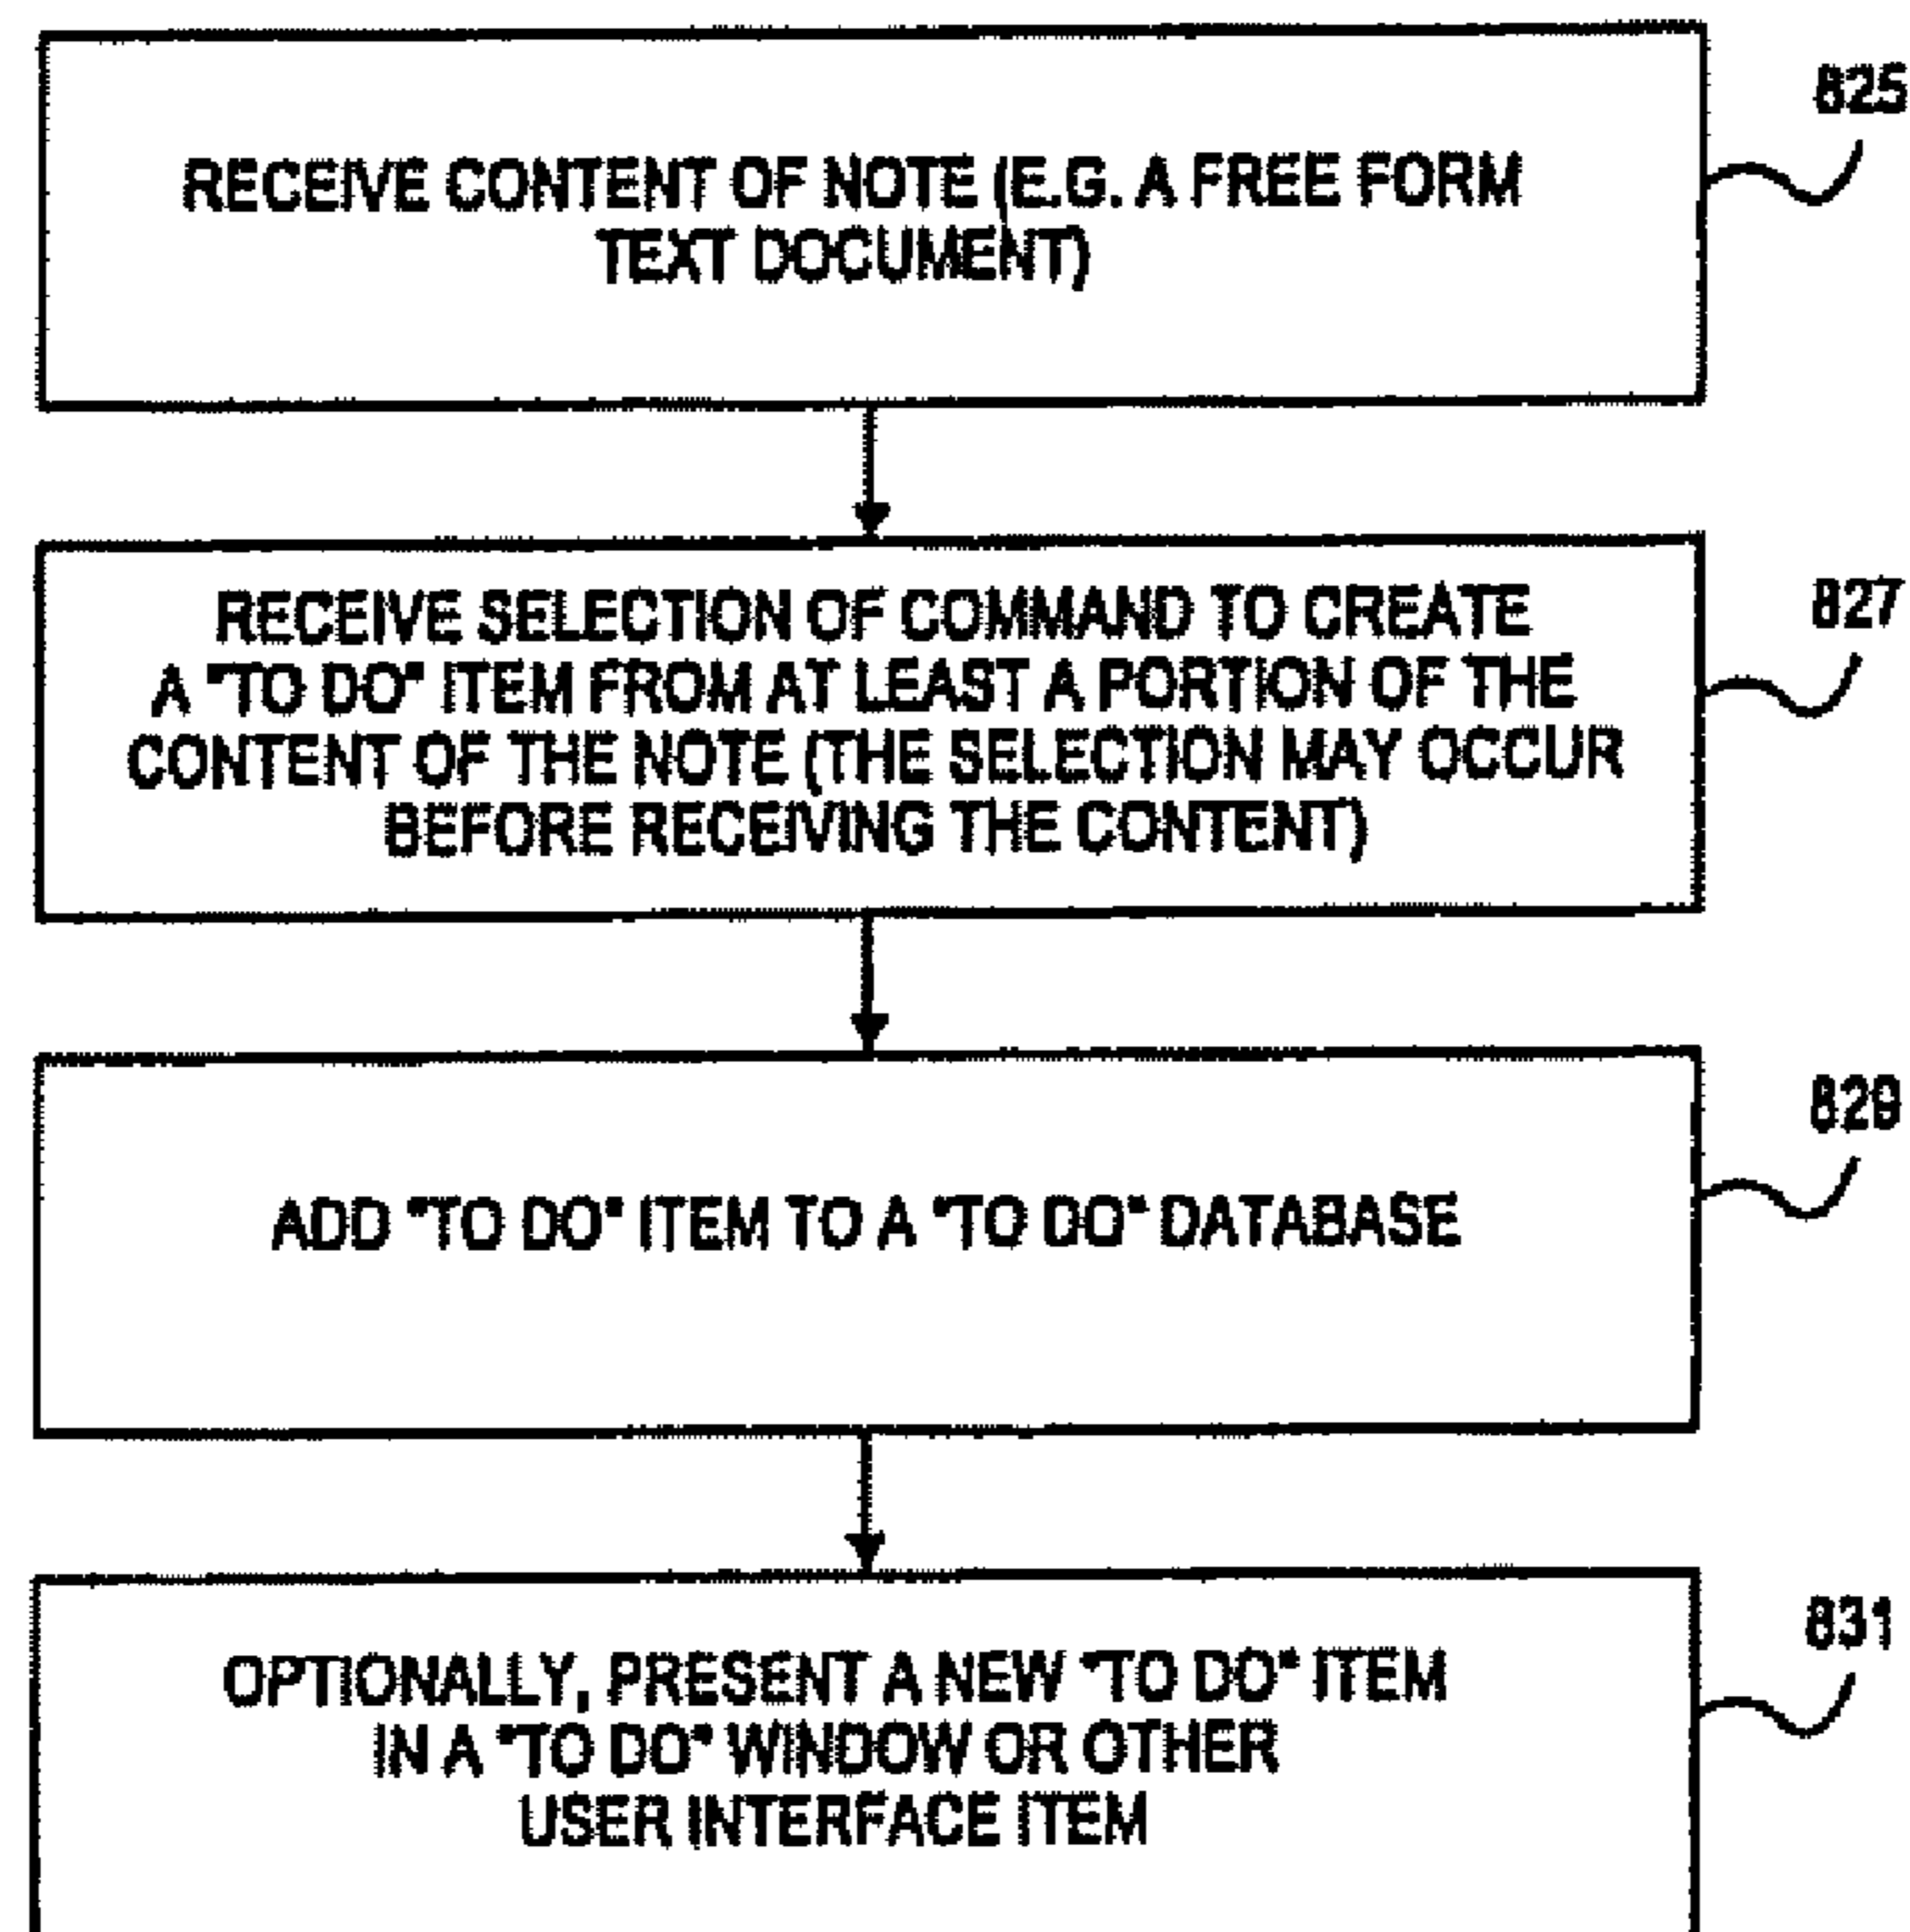 825
RECEIVE CONTENT OF NOTE (E.G. A FREE FORM
TEXT DOCUMENT)
827
RECEIVE SELECTION OF COMMAND TO CREATE
A "TO DO" ITEM FROM AT LEAST A PORTION OF THE
CONTENT OF THE NOTE (THE SELECTION MAY OCCUR
BEFORE RECEIVING THE CONTENT)
829
ADD "TO DO" ITEM TO A "TO DO" DATABASE
831
OPTIONALLY, PRESENT A NEW "TO DO" ITEM
IN A "TO DO" WINDOW OR OTHER
USER INTERFACE ITEM